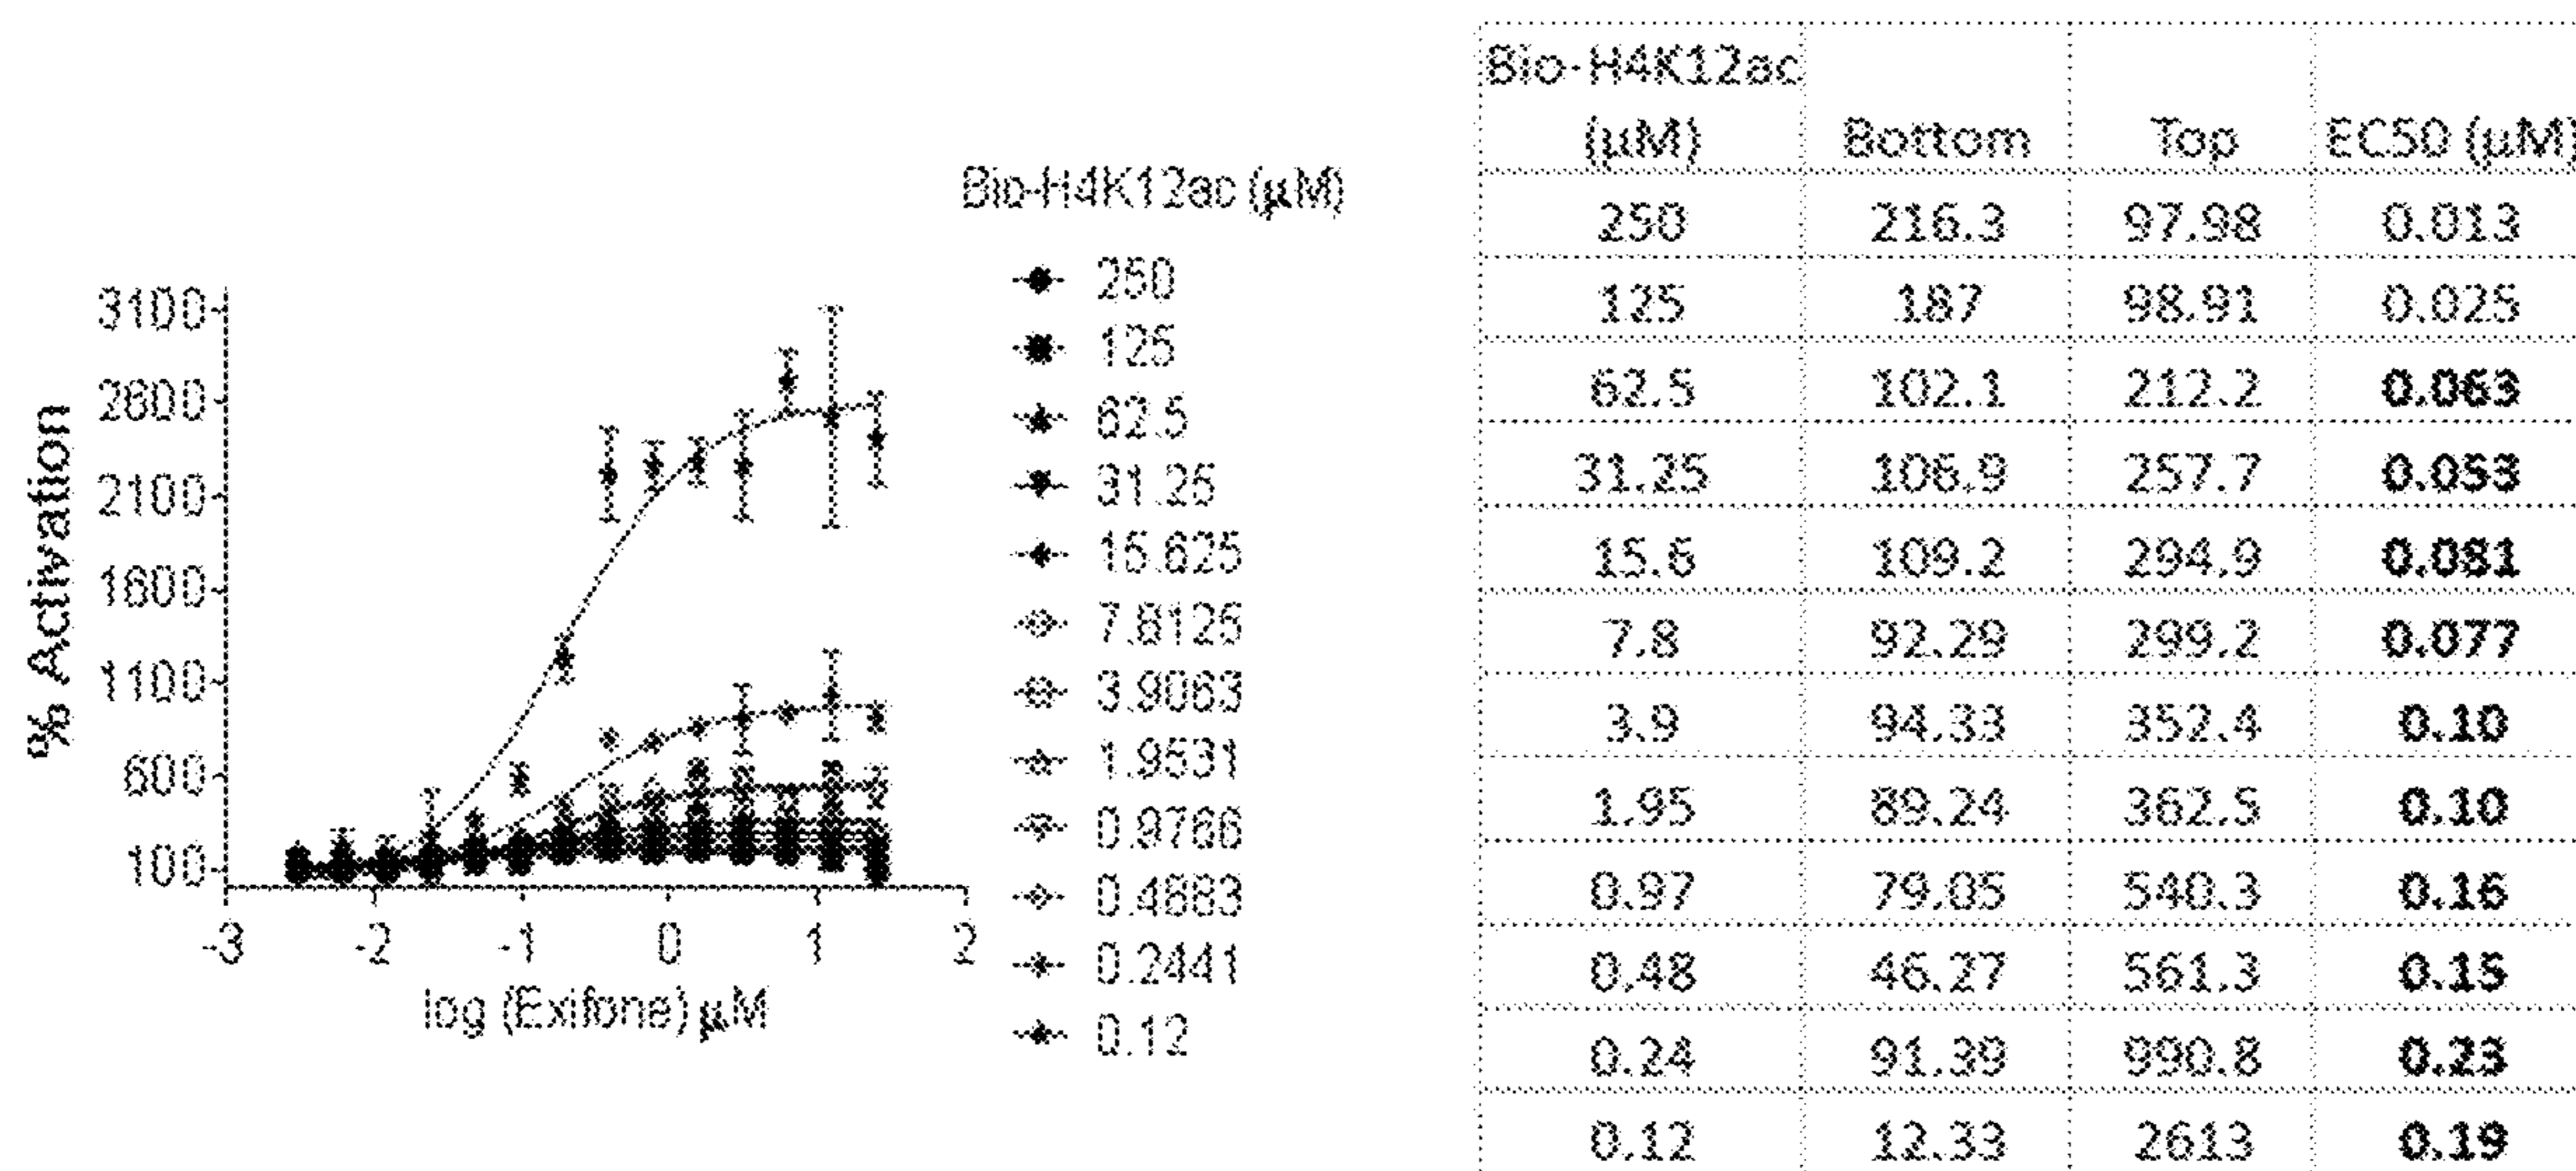 % Activation
3100
2600
2100
1600
1100
600
100
-3 -2 -1 0 1 2
log (Exifone) μM
Bio-H4K12ac (μM)
250
125
62.5
31.25
15.625
7.8125
3.9063
1.9531
0.9766
0.4883
0.2441
0.12
Bio-H4K12ac
(μM) Bottom Top EC50 (μM)
250 216.3 97.98 0.013
125 187 98.91 0.025
62.5 102.1 212.2 0.063
31.25 106.9 257.7 0.053
15.6 109.2 294.9 0.081
7.8 92.29 299.2 0.077
3.9 94.33 352.4 0.10
1.95 89.24 362.5 0.10
0.97 79.05 540.3 0.16
0.48 46.27 561.3 0.15
0.24 91.39 990.8 0.23
0.12 12.33 2613 0.19